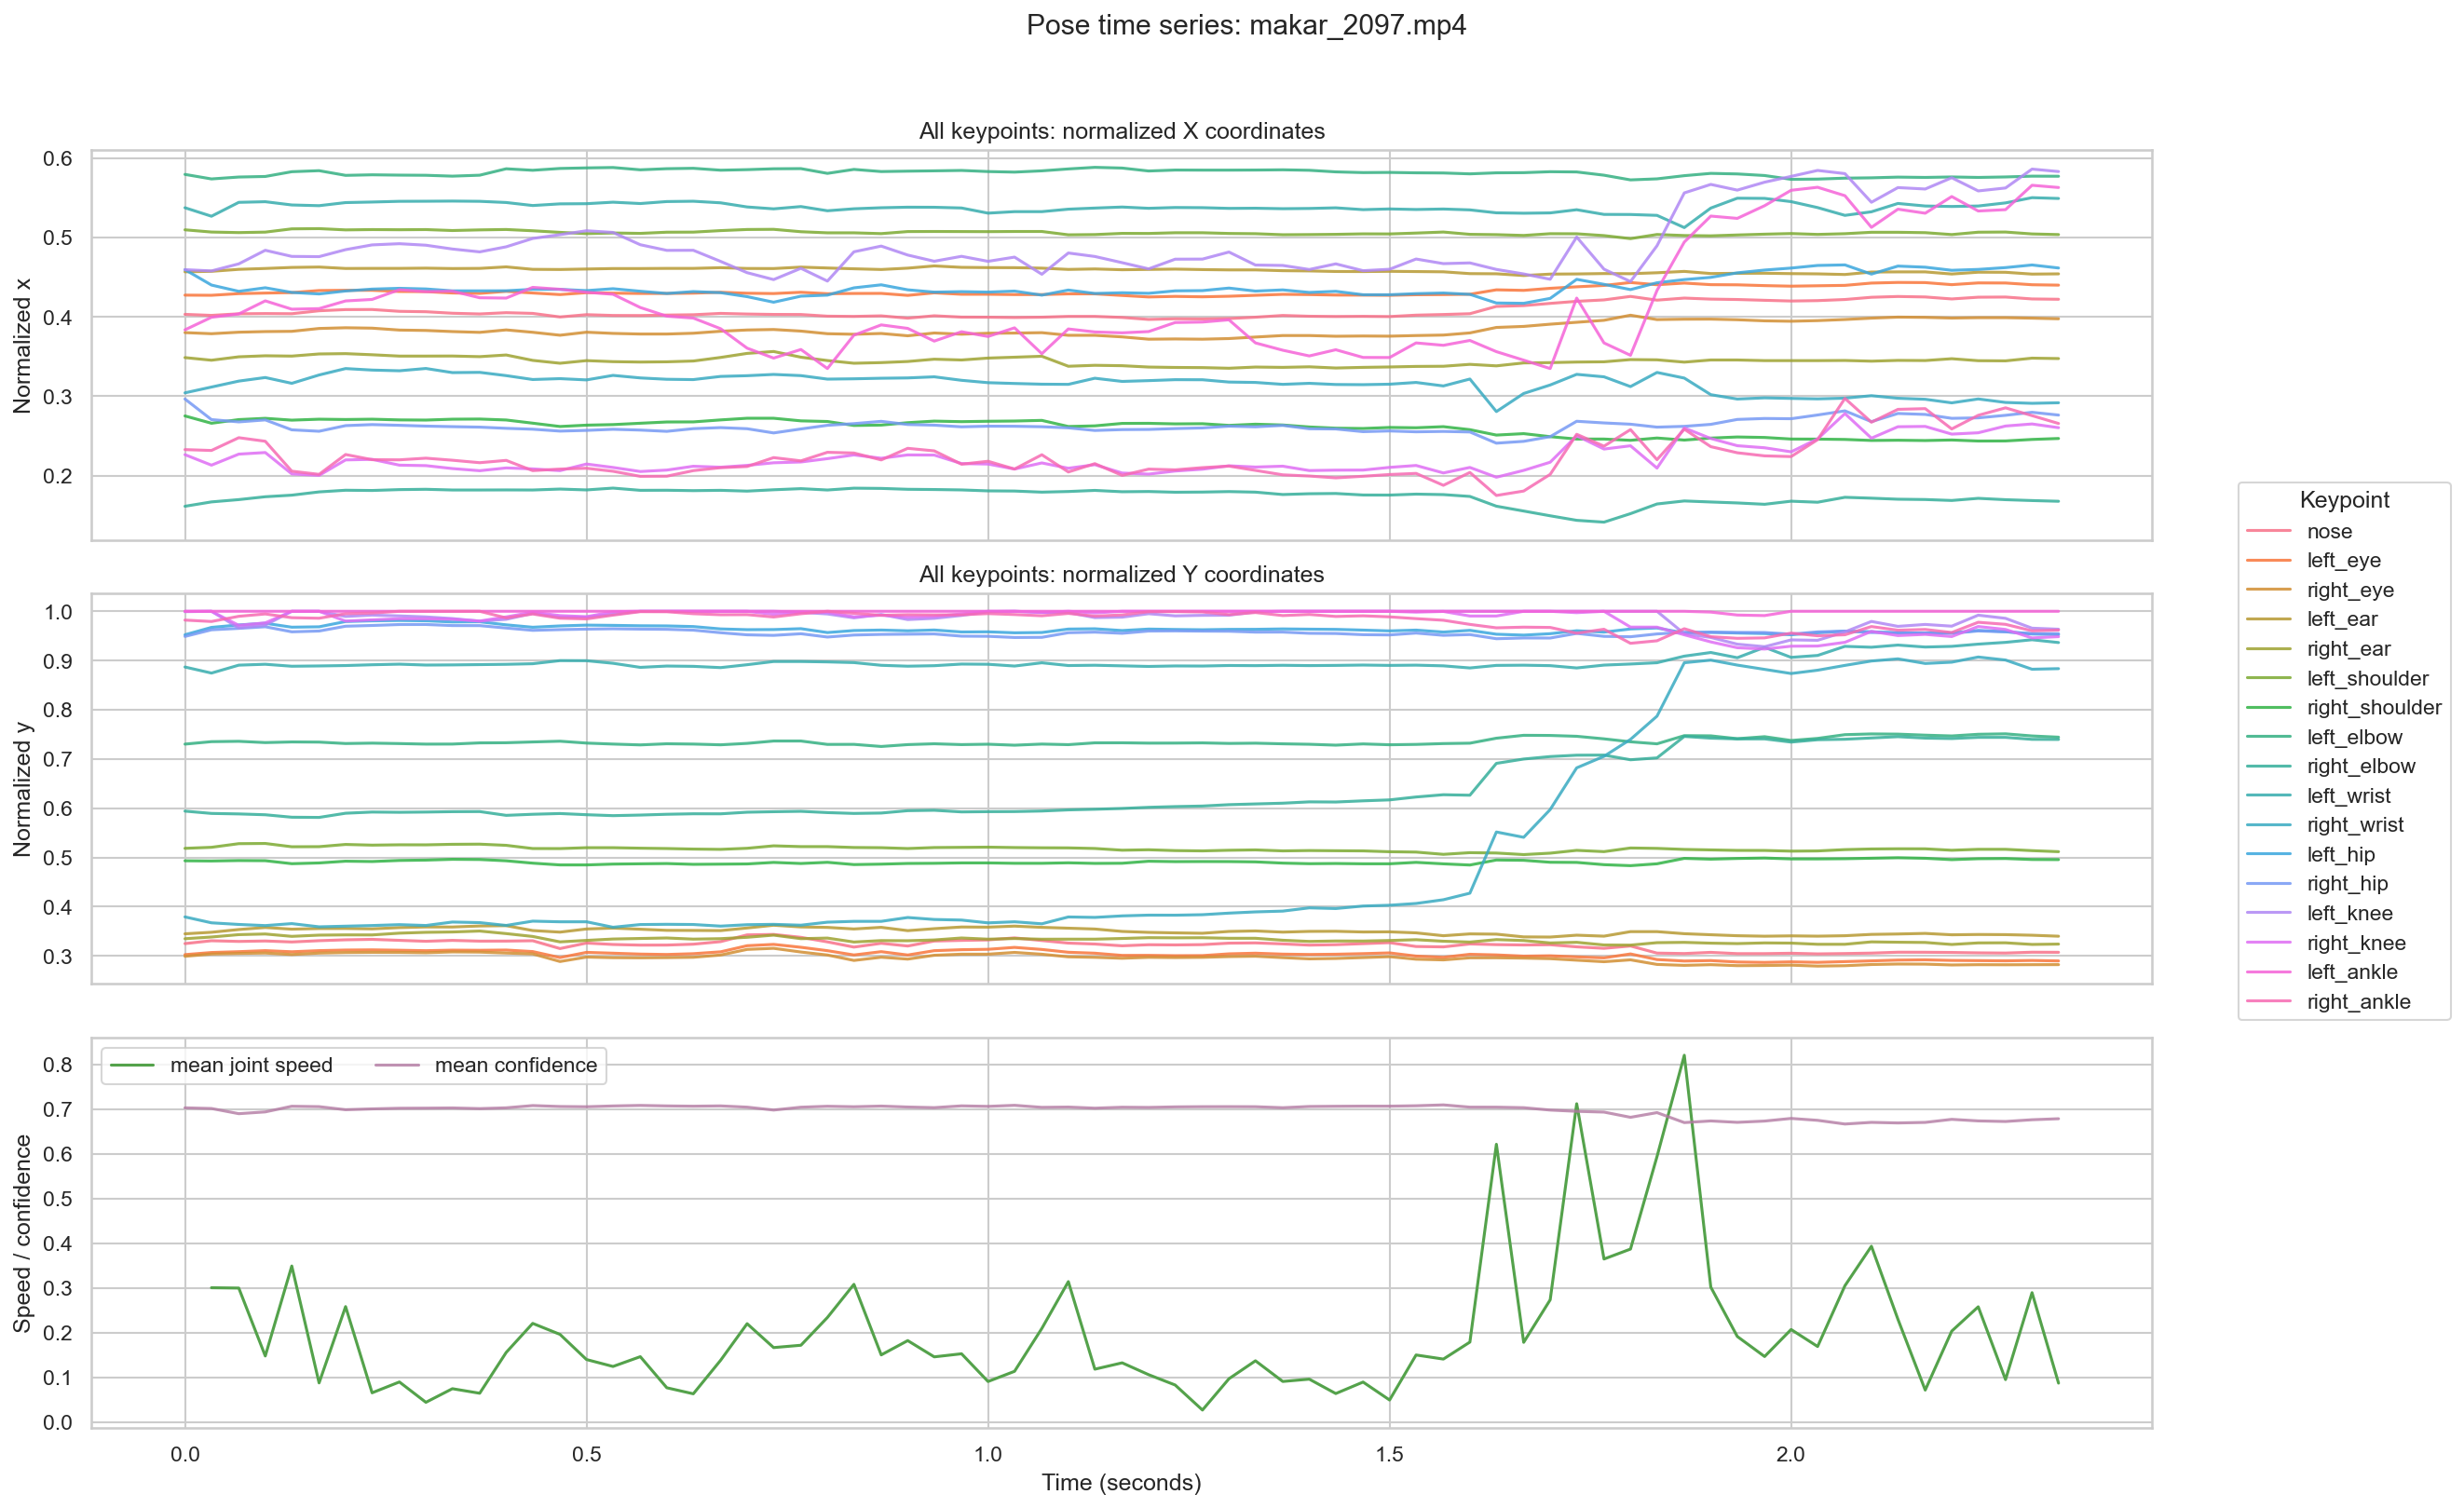 Pose time series: makar_2097.mp4
All keypoints: normalized X coordinates
Normalized x
0.6
0.5
0.4
0.3
0.2
All keypoints: normalized Y coordinates
Normalized y
1.0
0.9
0.8
0.7
0.6
0.5
0.4
0.3
Keypoint
nose
left_eye
right_eye
left_ear
right_ear
left_shoulder
right_shoulder
left_elbow
right_elbow
left_wrist
right_wrist
left_hip
right_hip
left_knee
right_knee
left_ankle
right_ankle
mean joint speed
mean confidence
Speed / confidence
0.8
0.7
0.6
0.5
0.4
0.3
0.2
0.1
0.0
0.0
0.5
1.0
1.5
2.0
Time (seconds)